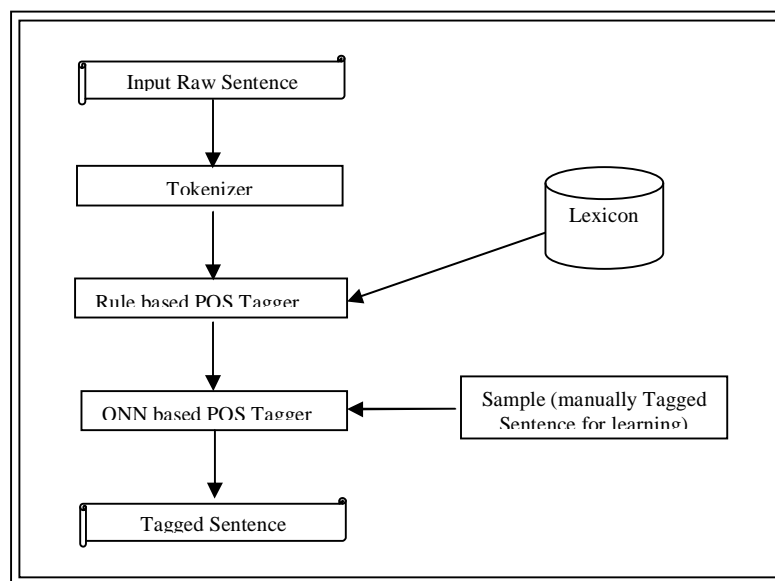 Input Raw Sentence
Tokenizer
Lexicon
Rule based POS Tagger
QNN based POS Tagger
Sample (manually Tagged
Sentence for learning)
Tagged Sentence